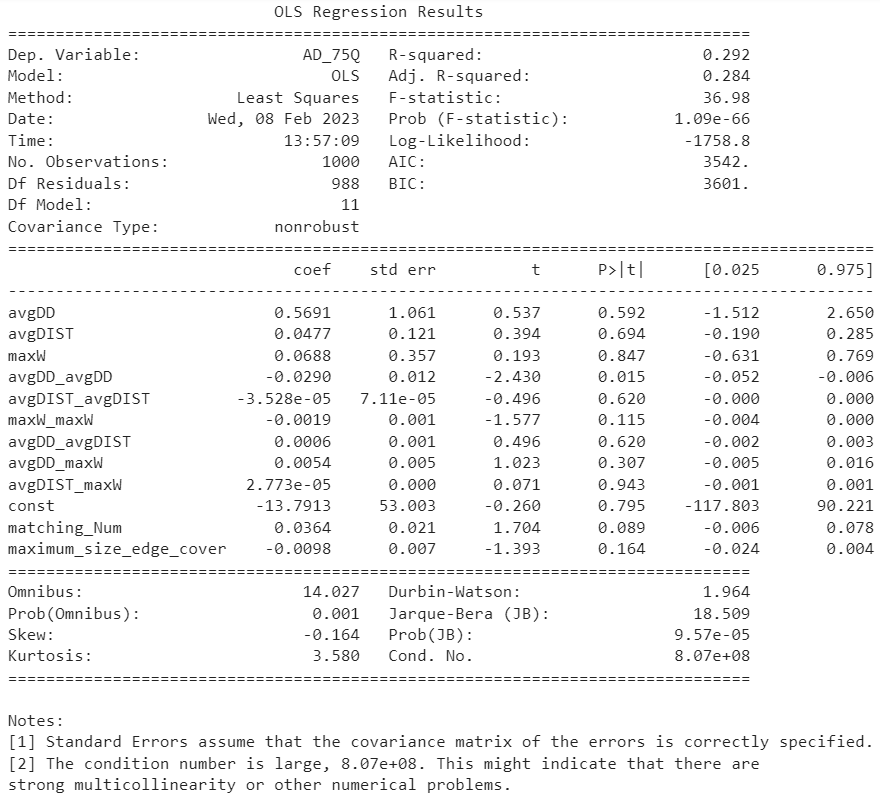 OLS Regression Results
==============================================================================
Dep. Variable:                 AD_75Q   R-squared:                       0.292
Model:                            OLS   Adj. R-squared:                  0.284
Method:                 Least Squares   F-statistic:                     36.98
Date:                Wed, 08 Feb 2023   Prob (F-statistic):           1.09e-66
Time:                        13:57:09   Log-Likelihood:                -1758.8
No. Observations:                1000   AIC:                             3542.
Df Residuals:                     988   BIC:                             3601.
Df Model:                          11
Covariance Type:            nonrobust
===========================================================================================
                              coef    std err          t      P>|t|      [0.025      0.975]
-------------------------------------------------------------------------------------------
avgDD                       0.5691      1.061      0.537      0.592      -1.512       2.650
avgDIST                     0.0477      0.121      0.394      0.694      -0.190       0.285
maxW                        0.0688      0.357      0.193      0.847      -0.631       0.769
avgDD_avgDD                -0.0290      0.012     -2.430      0.015      -0.052      -0.006
avgDIST_avgDIST         -3.528e-05   7.11e-05     -0.496      0.620      -0.000       0.000
maxW_maxW                  -0.0019      0.001     -1.577      0.115      -0.004       0.000
avgDD_avgDIST               0.0006      0.001      0.496      0.620      -0.002       0.003
avgDD_maxW                  0.0054      0.005      1.023      0.307      -0.005       0.016
avgDIST_maxW             2.773e-05      0.000      0.071      0.943      -0.001       0.001
const                     -13.7913     53.003     -0.260      0.795    -117.803      90.221
matching_Num                0.0364      0.021      1.704      0.089      -0.006       0.078
maximum_size_edge_cover    -0.0098      0.007     -1.393      0.164      -0.024       0.004
==============================================================================
Omnibus:                       14.027   Durbin-Watson:                   1.964
Prob(Omnibus):                  0.001   Jarque-Bera (JB):               18.509
Skew:                          -0.164   Prob(JB):                     9.57e-05
Kurtosis:                       3.580   Cond. No.                     8.07e+08
==============================================================================

Notes:
[1] Standard Errors assume that the covariance matrix of the errors is correctly specified.
[2] The condition number is large, 8.07e+08. This might indicate that there are
strong multicollinearity or other numerical problems.